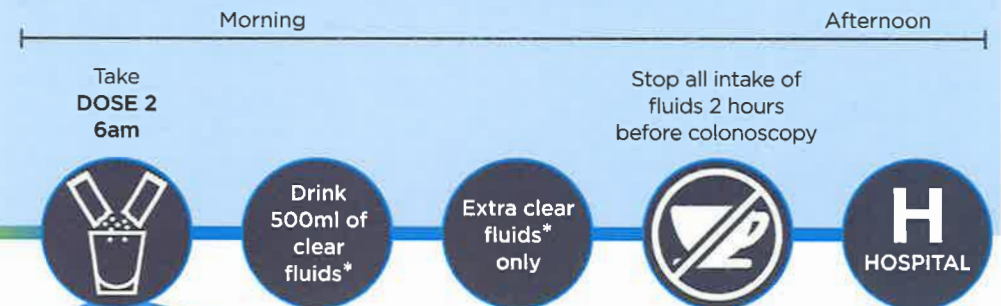 Morning
Afternoon
Take
DOSE 2
6am
Stop all intake of
fluids 2 hours
before colonoscopy
Drink
500ml of
clear
fluids*
Extra clear
fluids*
only
H
HOSPITAL